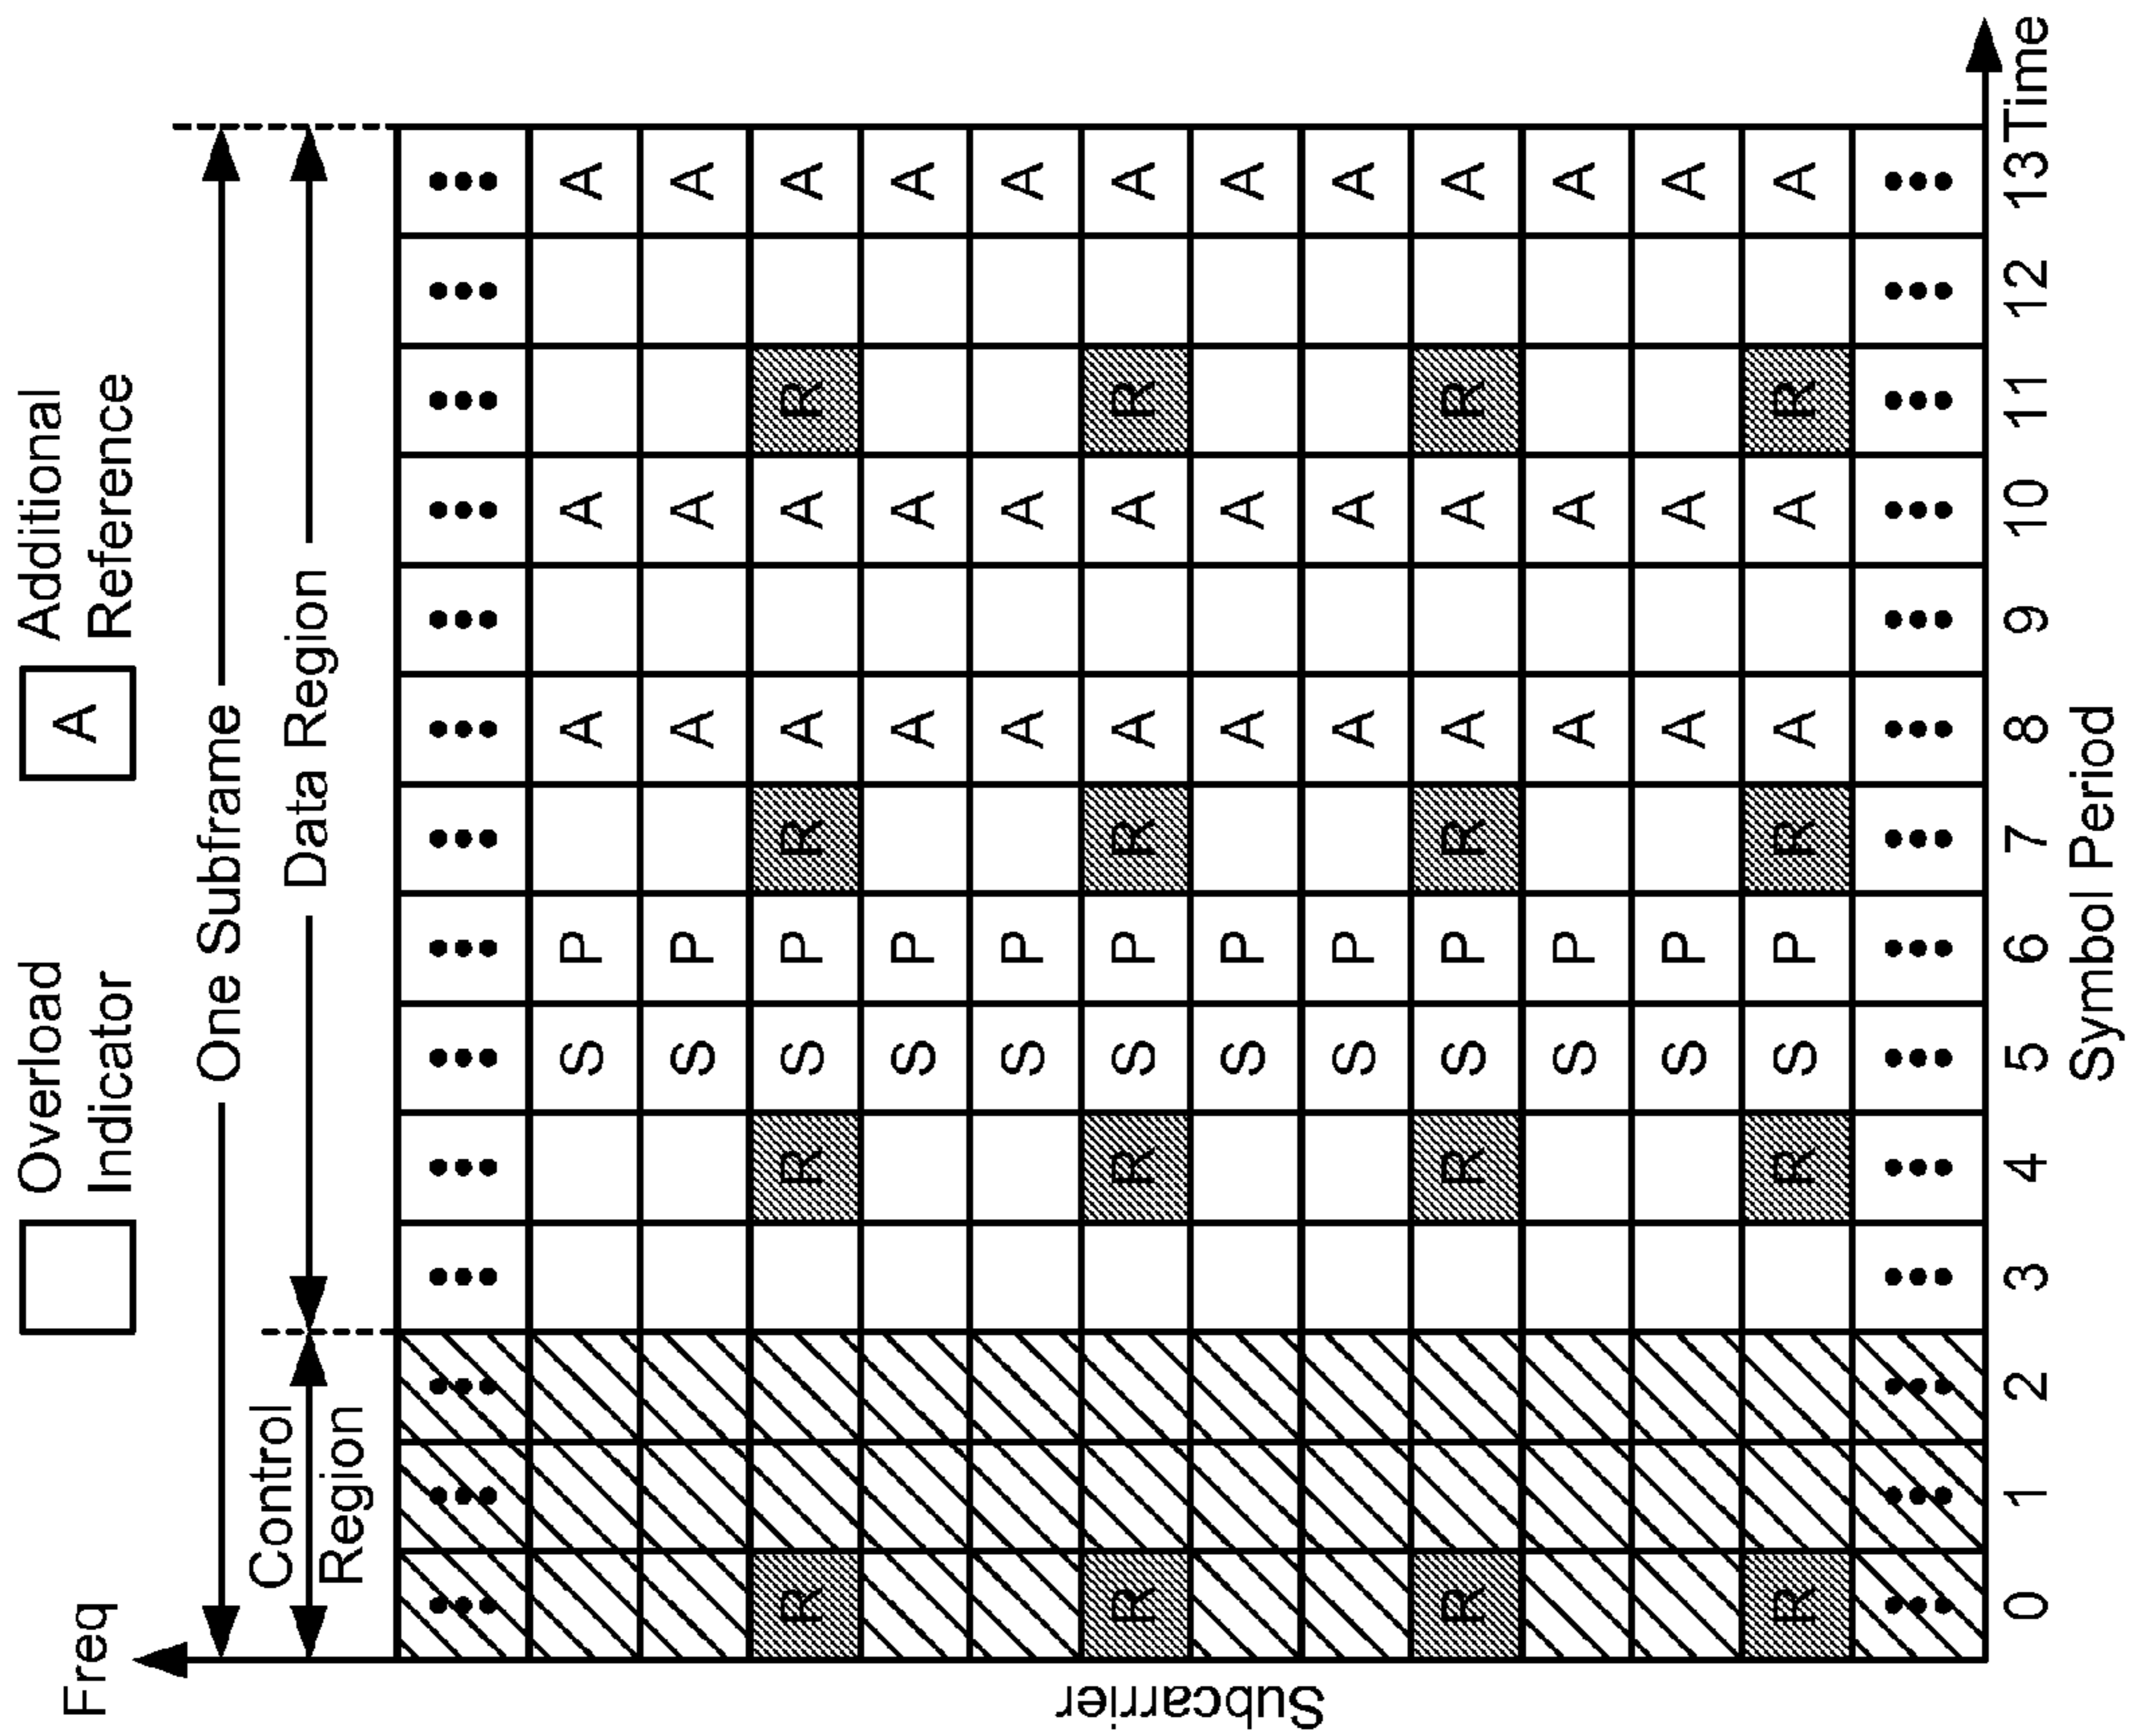 Overload
Indicator
A
Additional
Reference
Freq
One Subframe
Control
Region
Data Region
S P A A A
S P A A A
R R S P R A A R A
S P A A A
S P A A A
R R S P R A A R A
S P A A A
S P A A A
R R S P R A A R A
S P A A A
S P A A A
R R S P R A A R A
Subcarrier
0 1 2 3 4 5 6 7 8 9 10 11 12 13 Time
Symbol Period